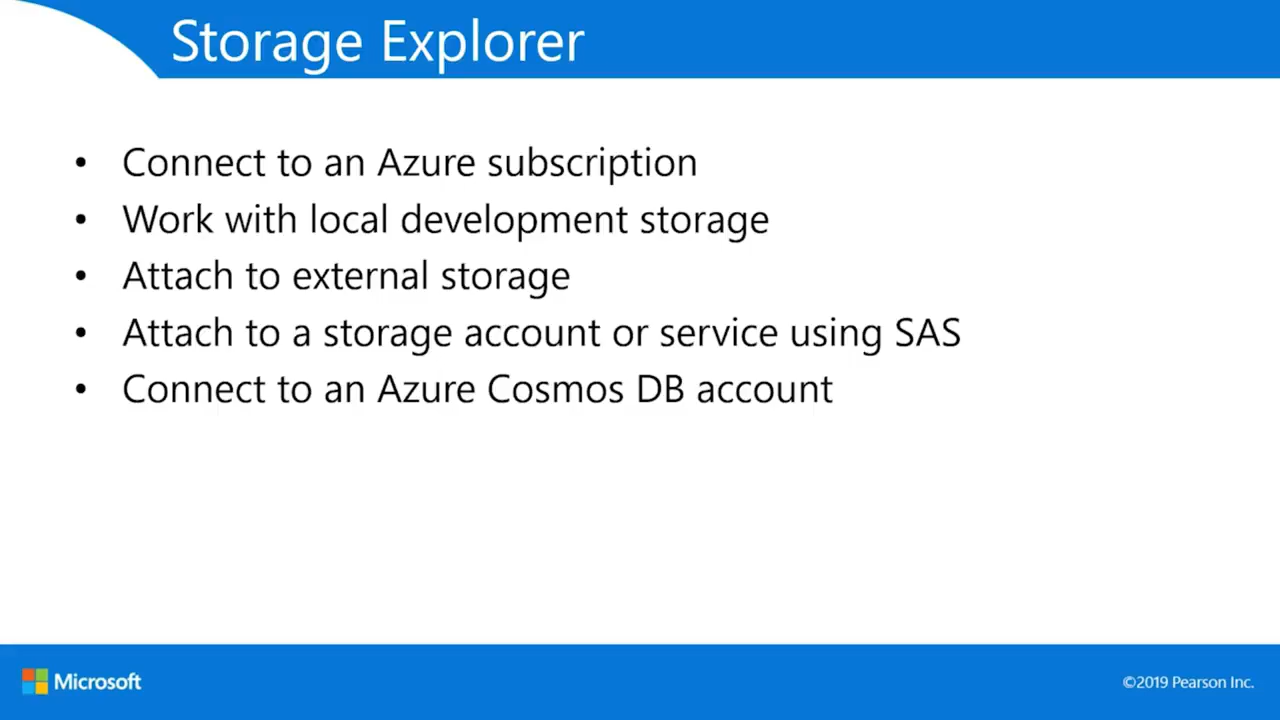 Storage Explorer
• Connect to an Azure subscription
• Work with local development storage
• Attach to external storage
• Attach to a storage account or service using SAS
• Connect to an Azure Cosmos DB account
Microsoft
©2019 Pearson Inc.